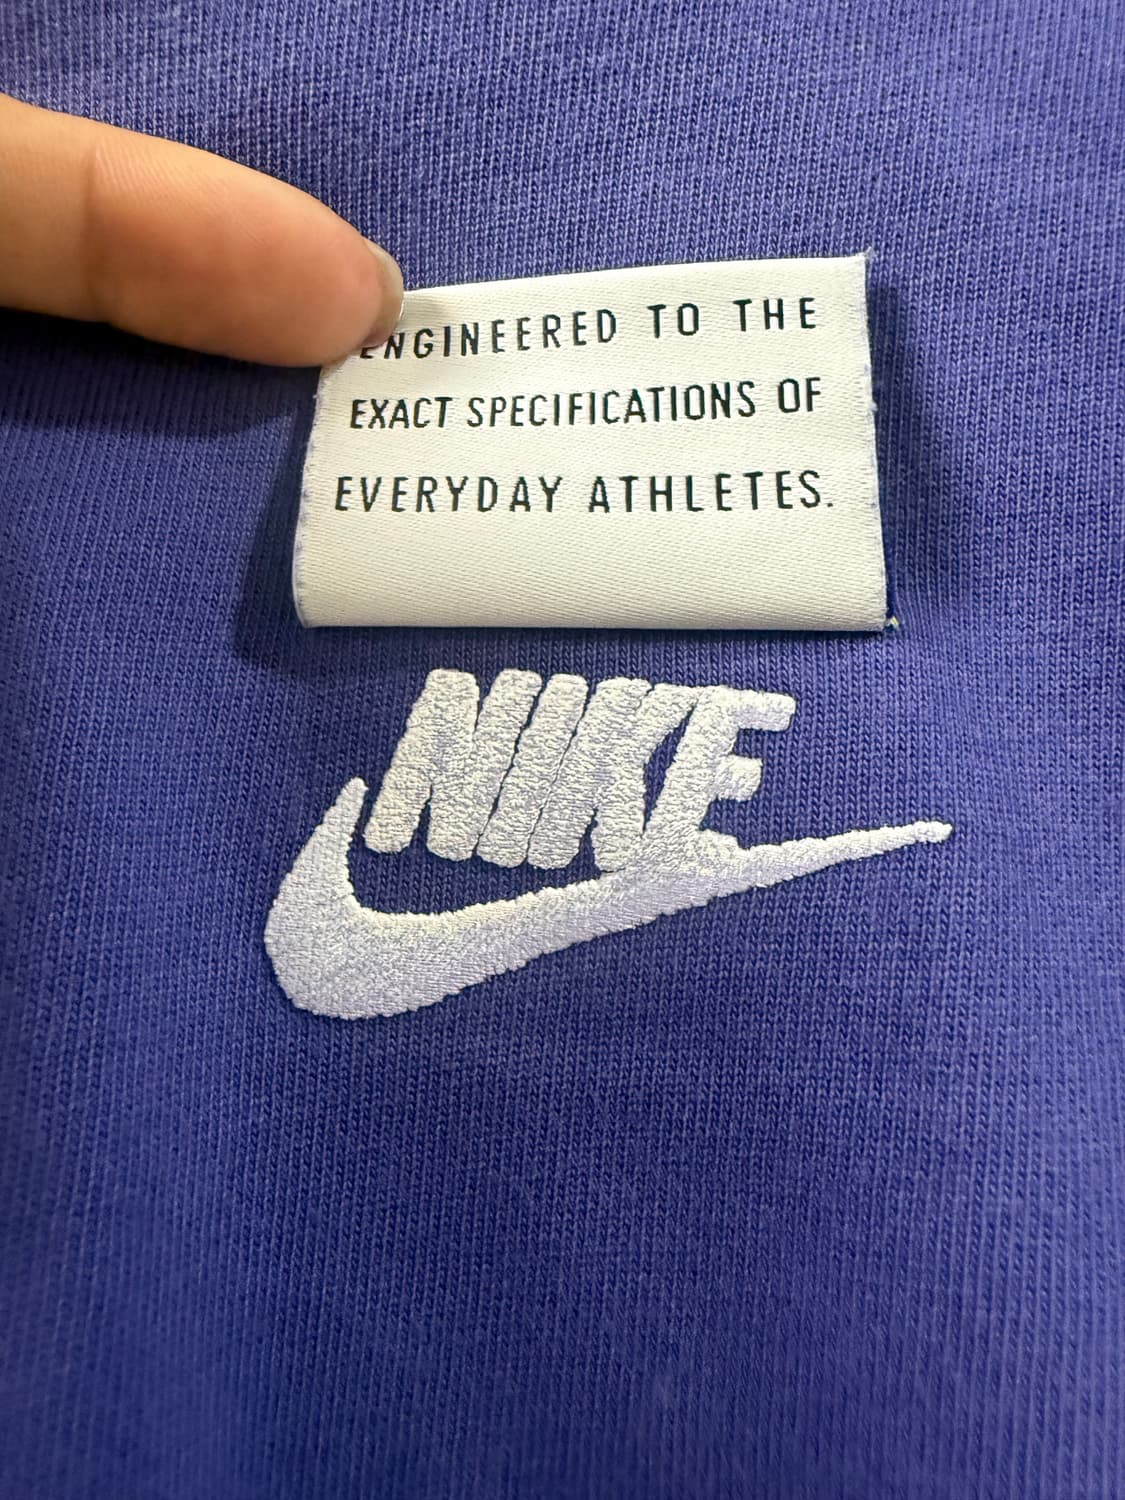 ENGINEERED TO THE
EXACT SPECIFICATIONS OF
EVERYDAY ATHLETES.
NIKE